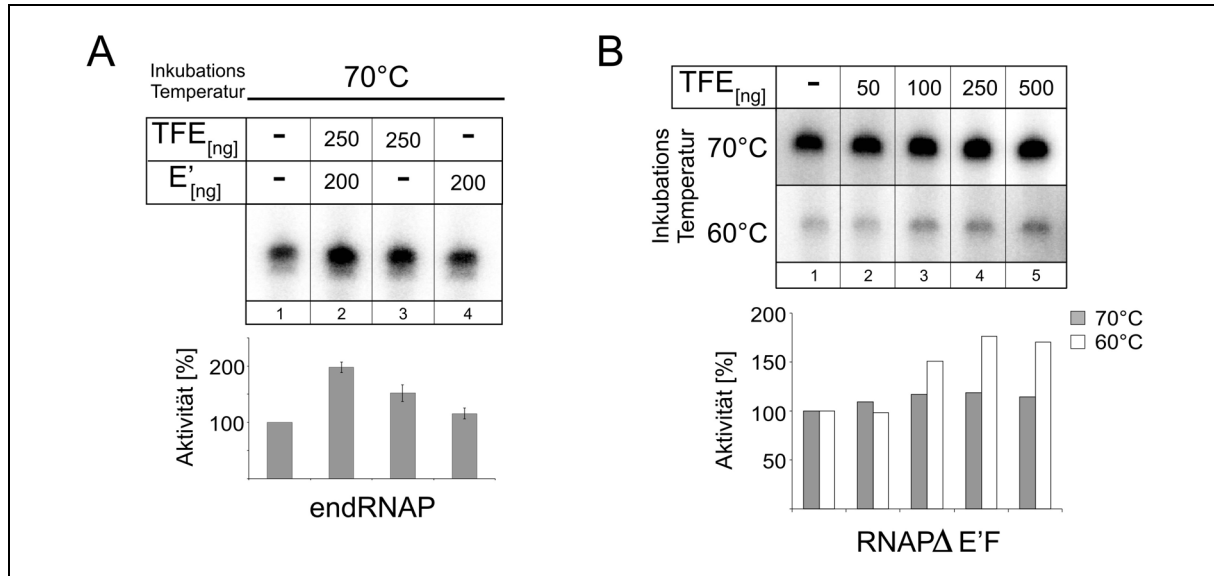 A
Inkubations
Temperatur
70°C
TFE[ng] - 250 250 -
E'[ng] - 200 - 200
1 2 3 4
Aktivität [%]
200
100
endRNAP
B
TFE[ng] - 50 100 250 500
Inkubations
Temperatur
70°C
60°C
1 2 3 4 5
Aktivität [%]
200
150
100
50
70°C
60°C
RNAPΔ E'F